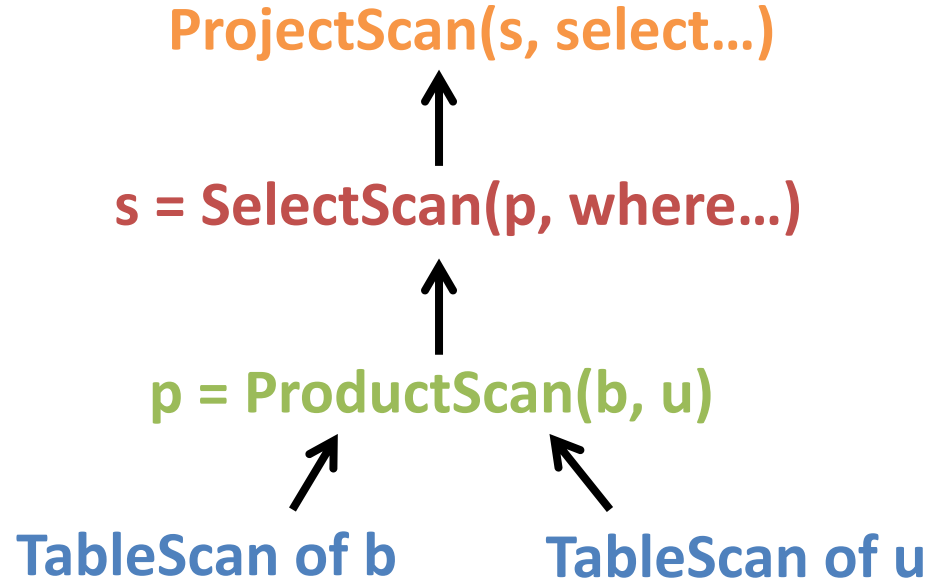 ProjectScan(s, select…)
s = SelectScan(p, where…)
p = ProductScan(b, u)
TableScan of b
TableScan of u